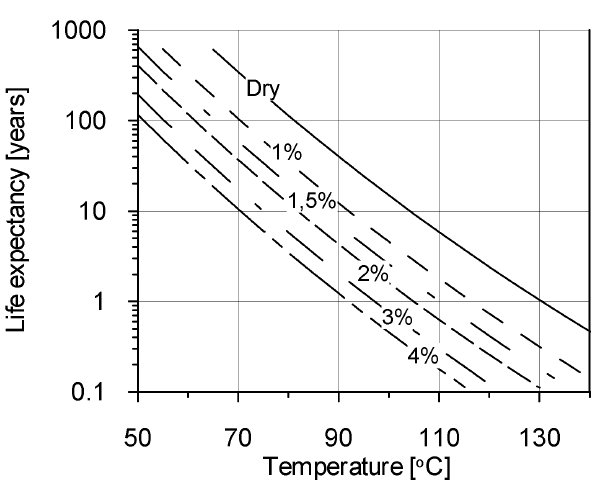 1000
100
10
1
0.1
Life expectancy [years]
Dry
1%
1,5%
2%
3%
4%
50 70 90 110 130
Temperature [°C]